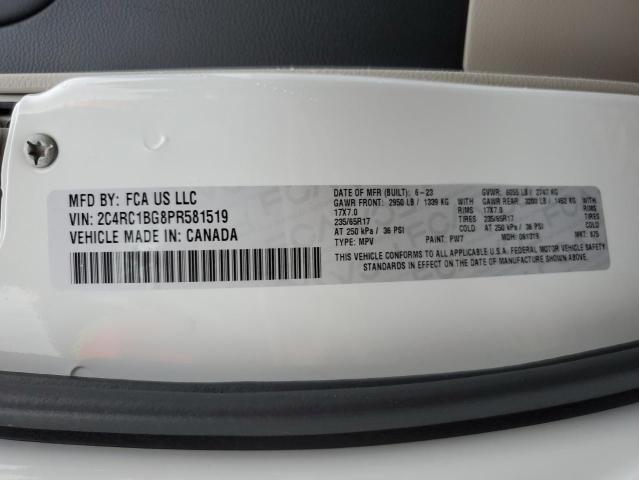 MFD BY: FCA US LLC
VIN: 2C4RC1BG8PR581519
VEHICLE MADE IN: CANADA
DATE OF MFR (BUILT): 6-23 GVWR: 6055 LB / 2747 KG
GAWR FRONT: 2950 LB / 1339 KG GAWR REAR: 3200 LB / 1452 KG
17X7.0 RIMS 17X7.0
235/65R17 TIRES 235/65R17
AT 250 kPa / 36 PSI COLD AT 250 kPa / 36 PSI COLD
TYPE: MPV PAINT: PW7 MDH: 061319 MKT:
THIS VEHICLE CONFORMS TO ALL APPLICABLE U.S.A. FEDERAL MOTOR VEHICLE SAFETY
STANDARDS IN EFFECT ON THE DATE OF MANUFACTURE SHOWN ABOVE.